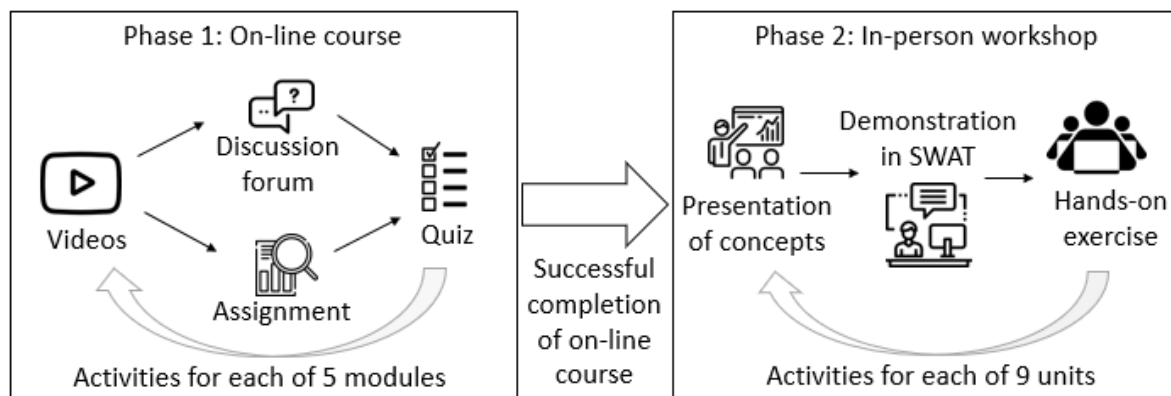 Phase 1: On-line course
?
..
Discussion
forum
Videos
Quiz
Assignment
Activities for each of 5 modules
Successful
completion
of on-line
course
Phase 2: In-person workshop
Presentation
of concepts
Demonstration
in SWAT
Hands-on
exercise
Activities for each of 9 units